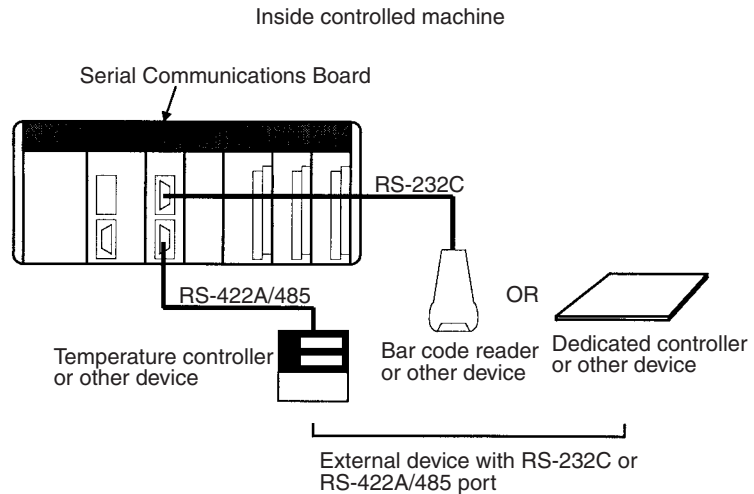 Inside controlled machine
Serial Communications Board
RS-232C
RS-422A/485
OR
Temperature controller
or other device
Bar code reader
or other device
Dedicated controller
or other device
External device with RS-232C or
RS-422A/485 port